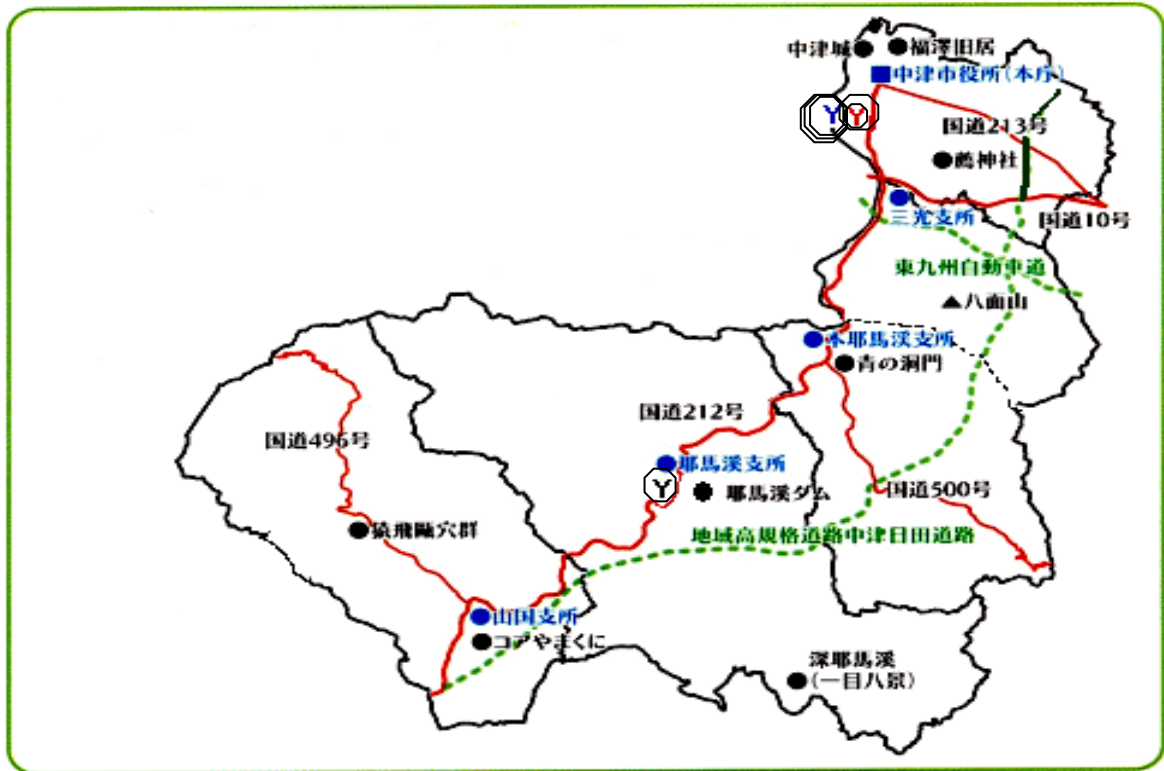 中津城
福澤旧居
中津市役所(本庁)
Y
Y
国道213号
薦神社
三光支所
国道10号
東九州自動車道
▲八面山
本耶馬渓支所
青の洞門
国道212号
国道496号
耶馬溪支所
Y
耶馬溪ダム
国道500号
猿飛甌穴群
地域高規格道路中津日田道路
山国支所
コアやまくに
深耶馬溪
(一目八景)